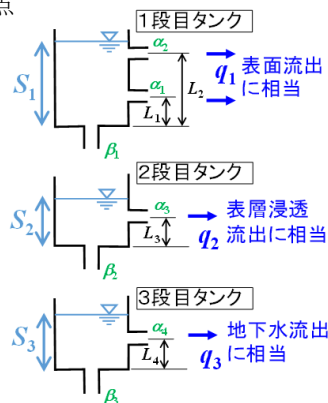 点
1段目タンク
α2
S1
q1 表面流出
に相当
α1
L2
L1
β1
2段目タンク
α3
表層浸透
S2
L3
q2 流出に相当
β2
3段目タンク
α4
地下水流出
S3
L4
q3 に相当
β3